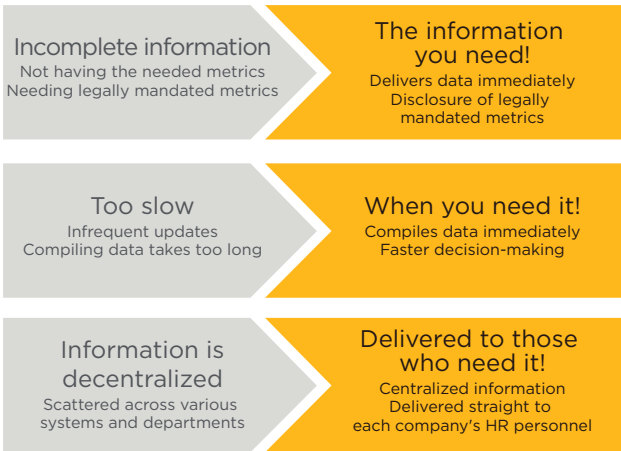 Incomplete information
Not having the needed metrics
Needing legally mandated metrics
The information
you need!
Delivers data immediately
Disclosure of legally
mandated metrics
Too slow
Infrequent updates
Compiling data takes too long
When you need it!
Compiles data immediately
Faster decision-making
Information is
decentralized
Scattered across various
systems and departments
Delivered to those
who need it!
Centralized information
Delivered straight to
each company's HR personnel